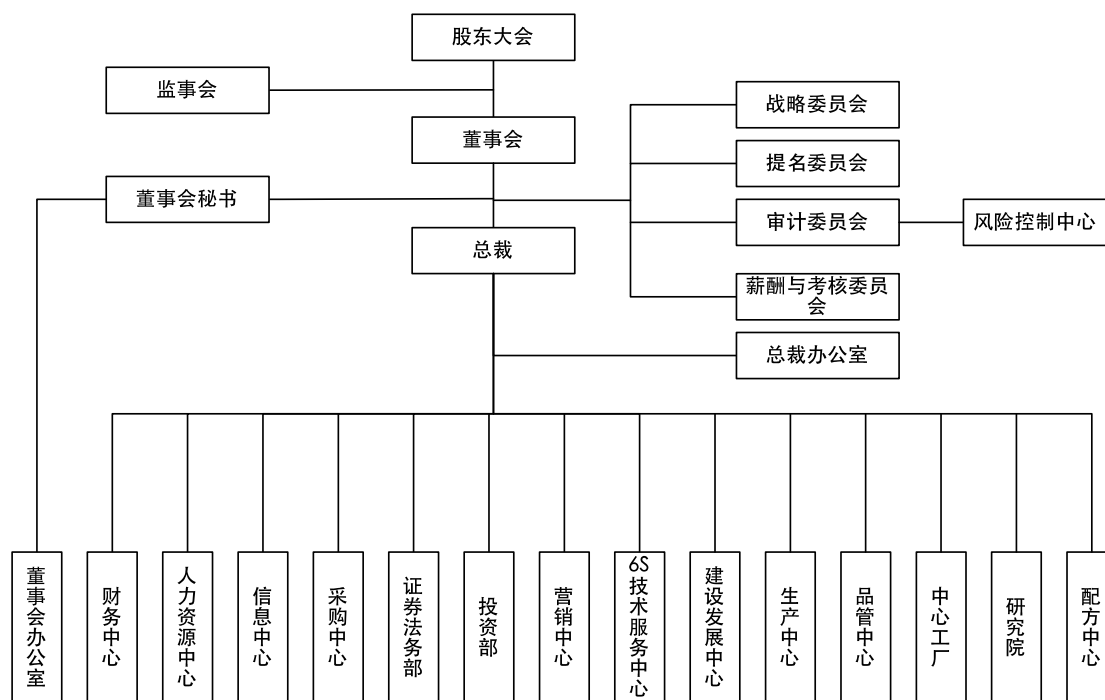 股东大会
监事会
战略委员会
董事会
提名委员会
董事会秘书
审计委员会
风险控制中心
总裁
薪酬与考核委员
会
总裁办公室
董事会办公室
财务中心
人力资源中心
信息中心
采购中心
证券法务部
投资部
营销中心
6S技术服务中心
建设发展中心
生产中心
品管中心
中心工厂
研究院
配方中心